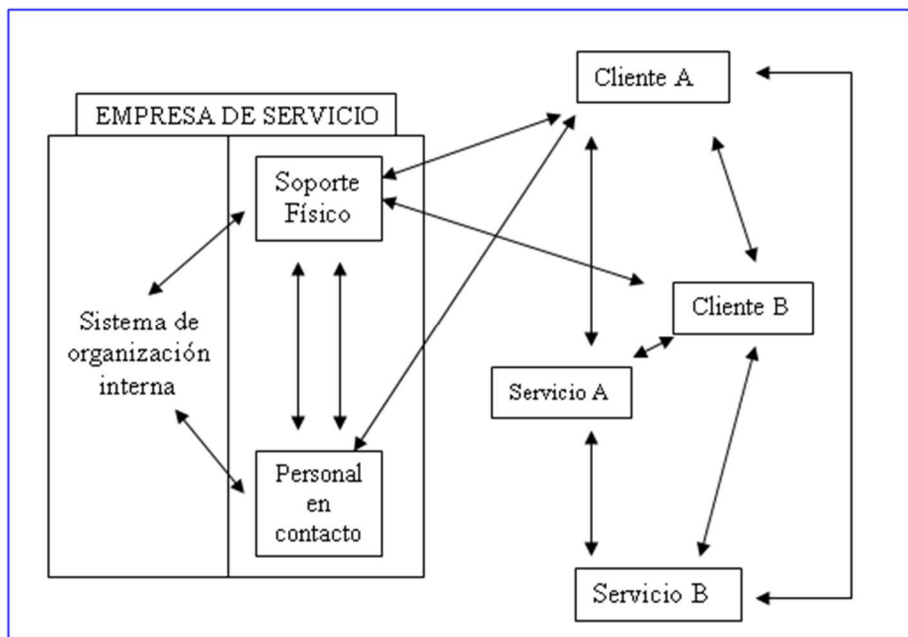 Cliente A
EMPRESA DE SERVICIO
Soporte
Físico
Cliente B
Sistema de
organización
interna
Servicio A
Personal
en
contacto
Servicio B